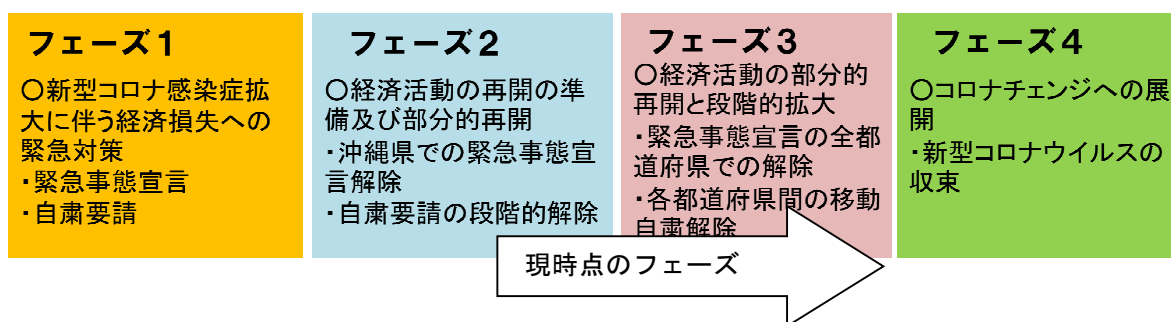 フェーズ１
○新型コロナ感染症拡
大に伴う経済損失への
緊急対策
・緊急事態宣言
・自粛要請
フェーズ２
○経済活動の再開の準
備及び部分的再開
・沖縄県での緊急事態宣
言解除
・自粛要請の段階的解除
フェーズ３
○経済活動の部分的
再開と段階的拡大
・緊急事態宣言の全都
道府県での解除
・各都道府県間の移動
自粛解除
フェーズ４
○コロナチェンジへの展
開
・新型コロナウイルスの
収束
現時点のフェーズ